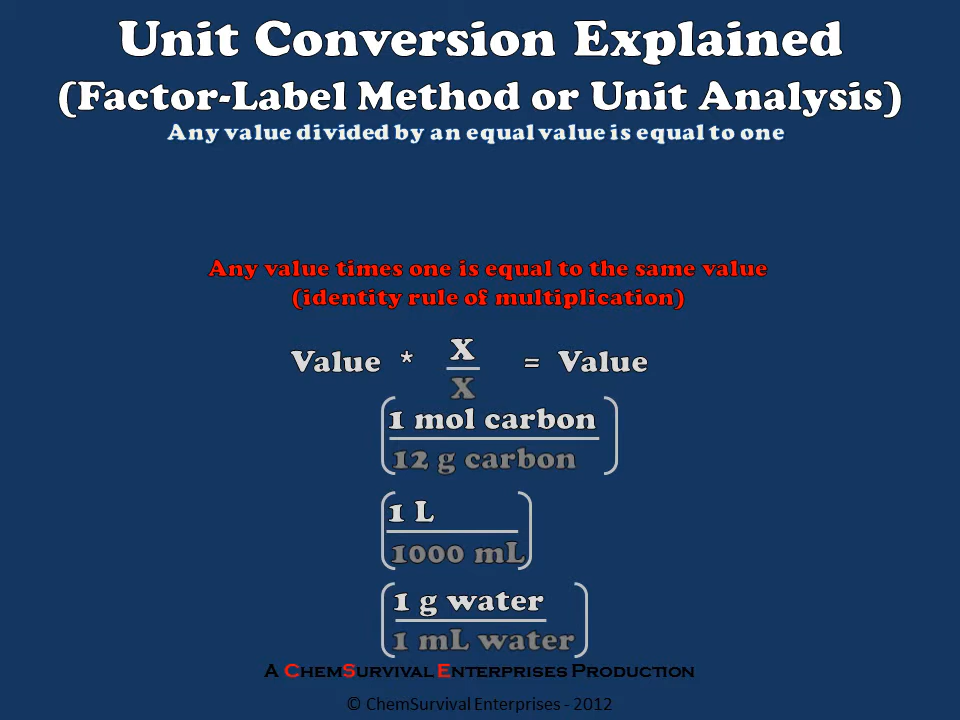 Unit Conversion Explained
(Factor-Label Method or Unit Analysis)
Any value divided by an equal value is equal to one
Any value times one is equal to the same value
(identity rule of multiplication)
Value * X = Value
X
1 mol carbon
12 g carbon
1 L
1000 mL
1 g water
1 mL water
A ChemSurvival Enterprises Production
© ChemSurvival Enterprises - 2012